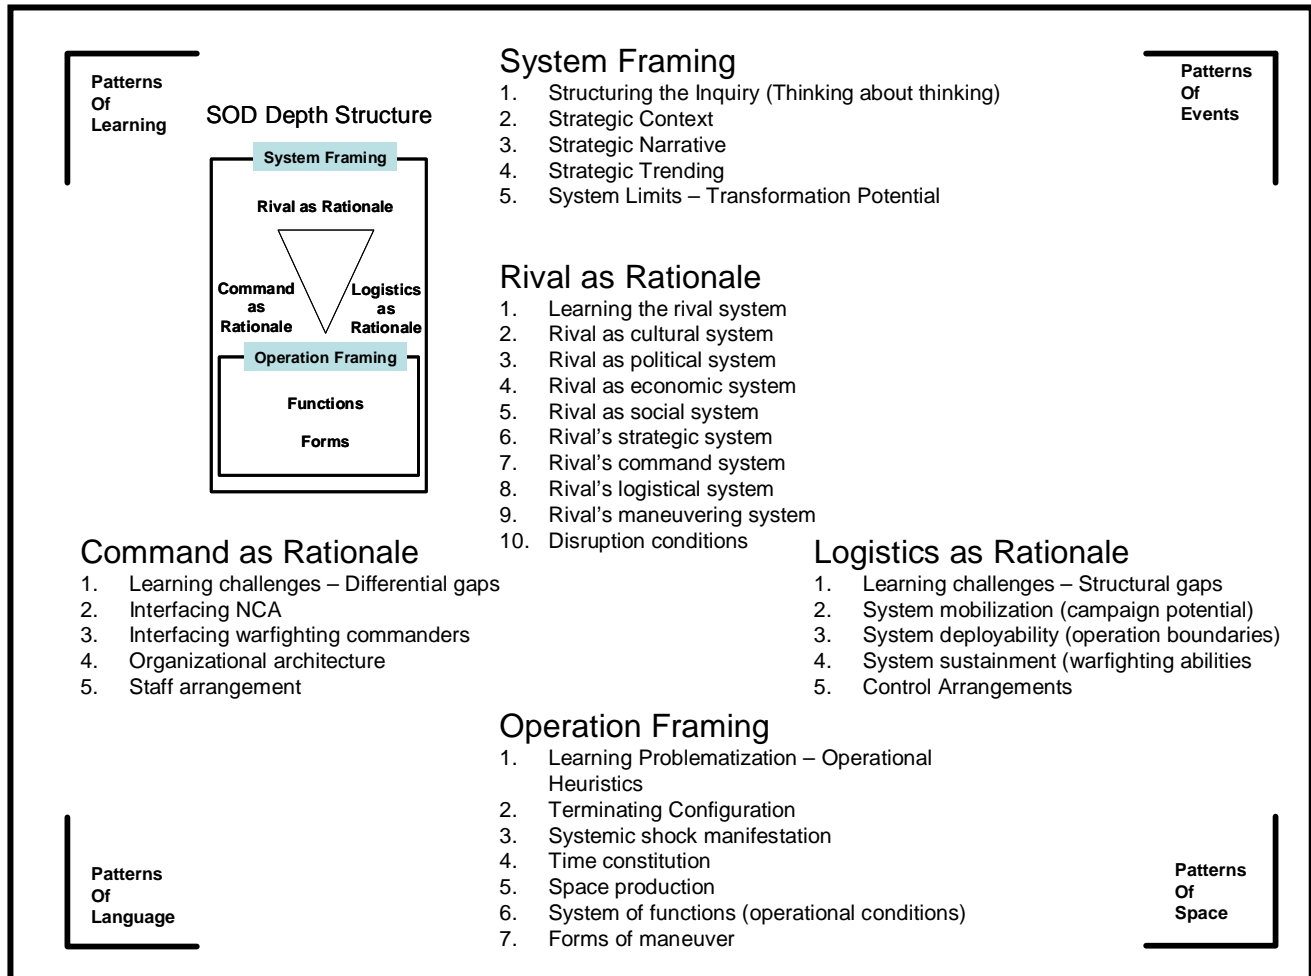 Patterns
Of
Learning
SOD Depth Structure
System Framing
Rival as Rationale
Command
as
Rationale
Logistics
as
Rationale
Operation Framing
Functions
Forms
System Framing
1. Structuring the Inquiry (Thinking about thinking)
2. Strategic Context
3. Strategic Narrative
4. Strategic Trending
5. System Limits – Transformation Potential
Patterns
Of
Events
Rival as Rationale
1. Learning the rival system
2. Rival as cultural system
3. Rival as political system
4. Rival as economic system
5. Rival as social system
6. Rival’s strategic system
7. Rival’s command system
8. Rival’s logistical system
9. Rival’s maneuvering system
10. Disruption conditions
Command as Rationale
1. Learning challenges – Differential gaps
2. Interfacing NCA
3. Interfacing warfighting commanders
4. Organizational architecture
5. Staff arrangement
Logistics as Rationale
1. Learning challenges – Structural gaps
2. System mobilization (campaign potential)
3. System deployability (operation boundaries)
4. System sustainment (warfighting abilities
5. Control Arrangements
Operation Framing
1. Learning Problematization – Operational
Heuristics
2. Terminating Configuration
3. Systemic shock manifestation
4. Time constitution
5. Space production
6. System of functions (operational conditions)
7. Forms of maneuver
Patterns
Of
Language
Patterns
Of
Space